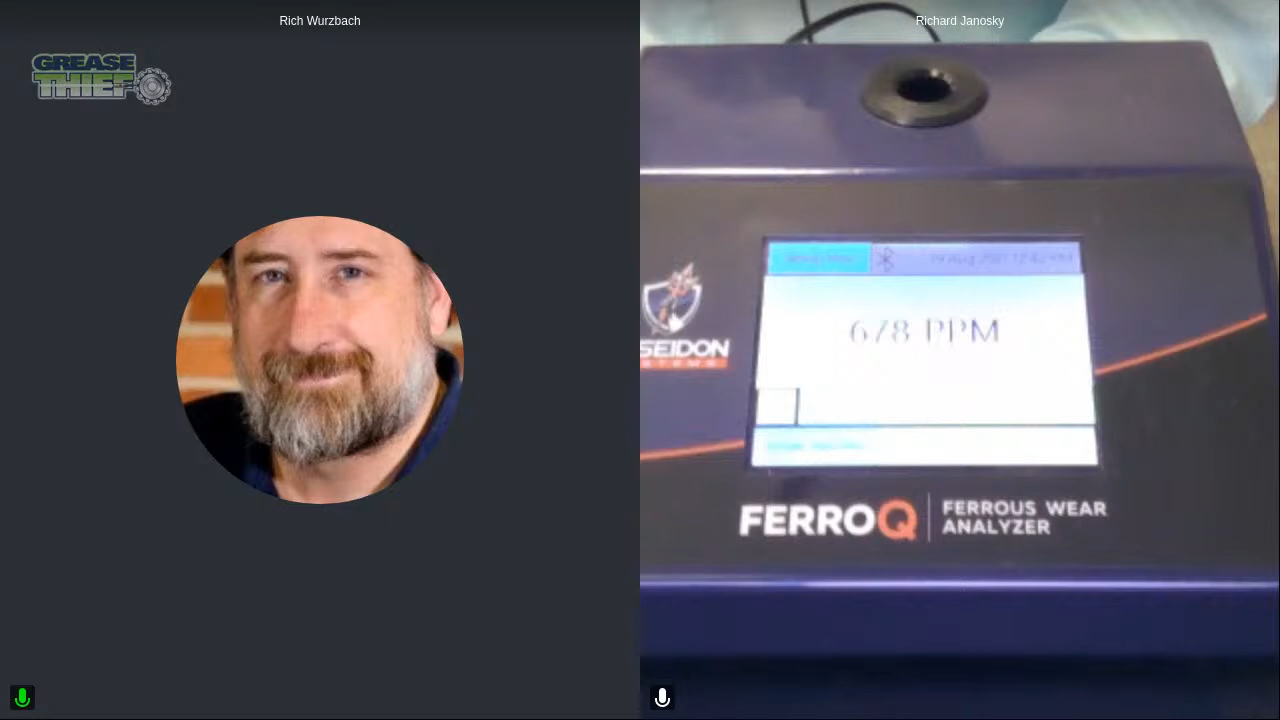 Rich Wurzbach
Richard Janosky
GREASE
THIEF
678 PPM
SEIDON
FERROQ
FERROUS WEAR
ANALYZER